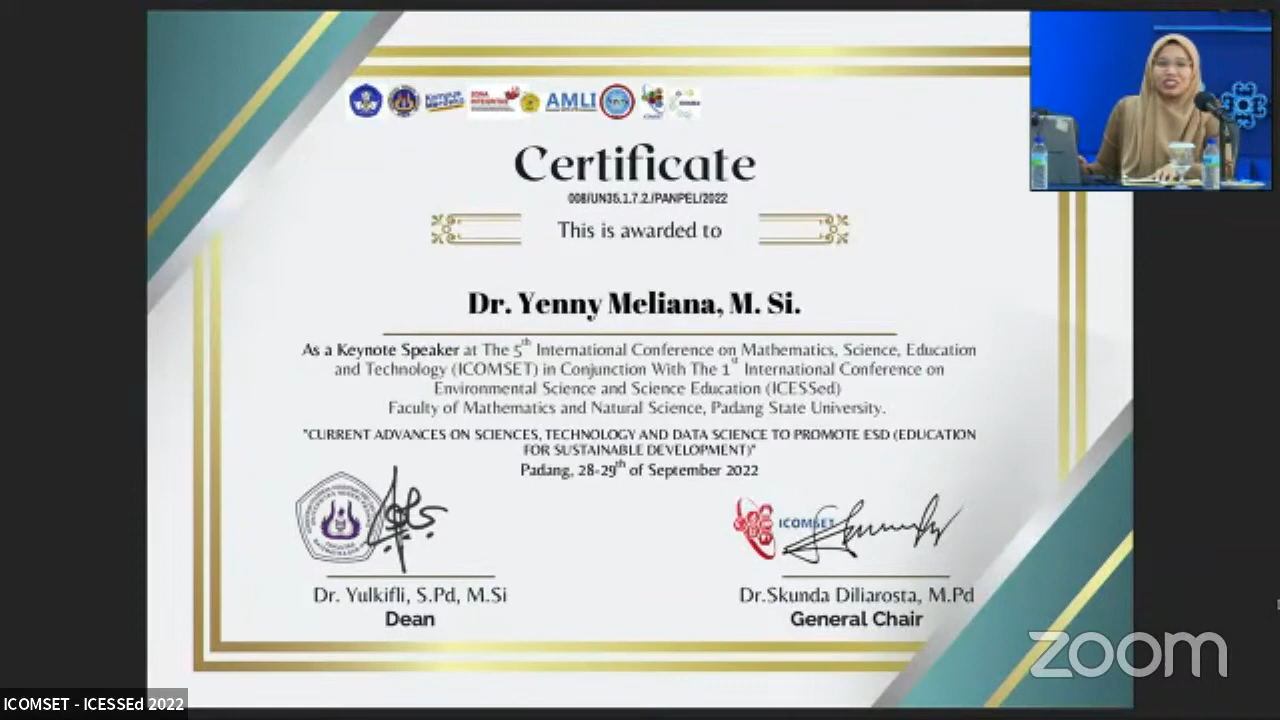 Kampus
Merdeka
ZONA
INTEGRITAS
AMLI
Certificate
008/UN35.1.7.2./PANPEL/2022
This is awarded to
Dr. Yenny Meliana, M. Si.
As a Keynote Speaker at The 5th International Conference on Mathematics, Science, Education
and Technology (ICOMSET) in Conjunction With The 1st International Conference on
Environmental Science and Science Education (ICESSed)
Faculty of Mathematics and Natural Science, Padang State University.
"CURRENT ADVANCES ON SCIENCES, TECHNOLOGY AND DATA SCIENCE TO PROMOTE ESD (EDUCATION
FOR SUSTAINABLE DEVELOPMENT)"
Padang, 28-29th of September 2022
ICOMSET
Dr. Yulkifli, S.Pd, M.Si
Dean
Dr.Skunda Diliarosta, M.Pd
General Chair
zoom
ICOMSET - ICESSEd 2022